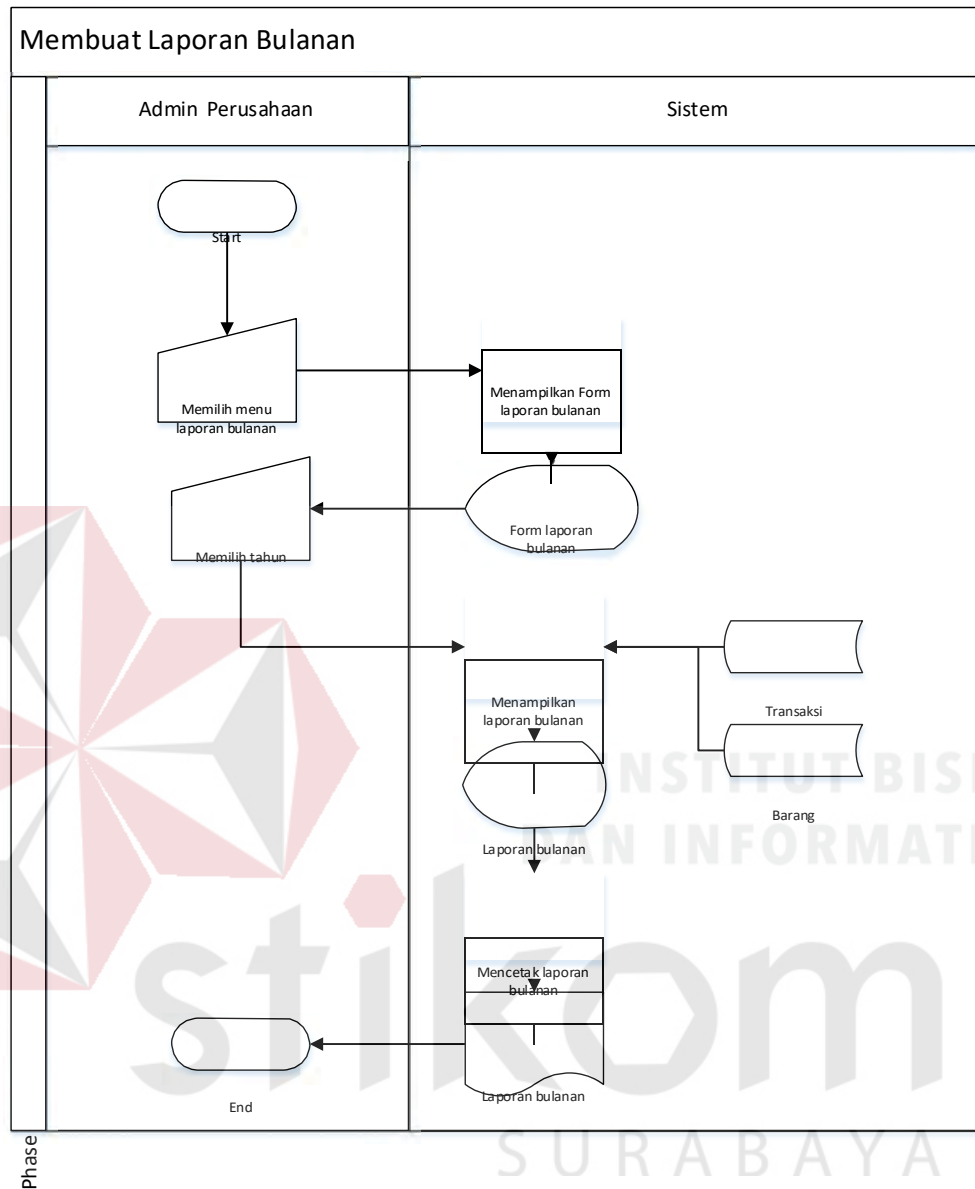 Membuat Laporan Bulanan
Admin Perusahaan
Sistem
Start
Memilih menu
laporan bulanan
Menampilkan Form
laporan bulanan
Form laporan
bulanan
Memilih tahun
Menampilkan
laporan bulanan
Transaksi
Barang
Laporan bulanan
Mencetak laporan
bulanan
Laporan bulanan
End
Phase
INSTITUT BISI
DAN INFORMATI
stikom
SURABAYA